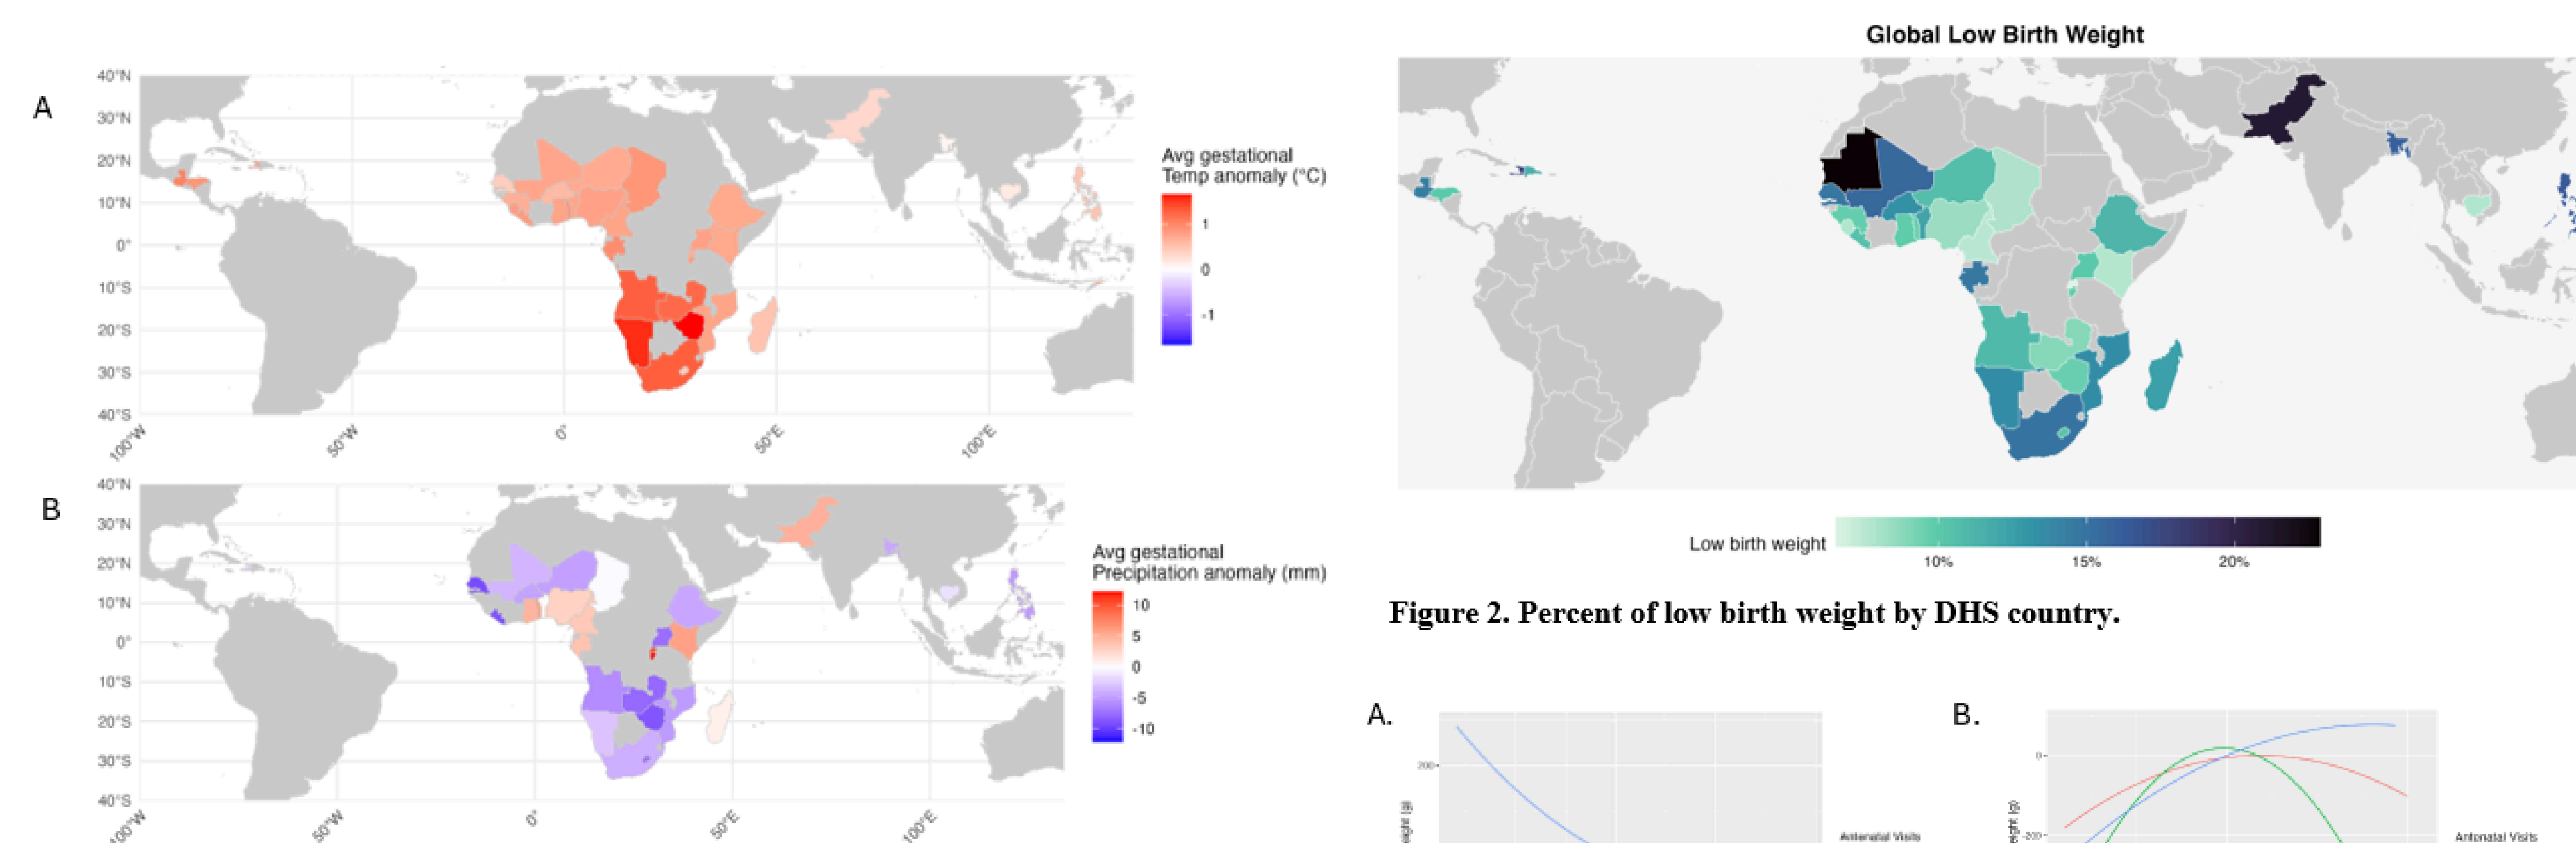 A
40°N
30°N
20°N
10°N
0°
10°S
20°S
30°S
40°S
100°W
50°W
0°
50°E
100°E
Avg gestational
Temp anomaly (°C)
1
0
-1
B
40°N
30°N
20°N
10°N
0°
10°S
20°S
30°S
40°S
100°W
50°W
0°
50°E
100°E
Avg gestational
Precipitation anomaly (mm)
10
5
0
-5
-10
Global Low Birth Weight
Low birth weight
10%
15%
20%
Figure 2. Percent of low birth weight by DHS country.
A.
200
(g)
Antenatal Visits
B.
0
-200
(g)
Antenatal Visits